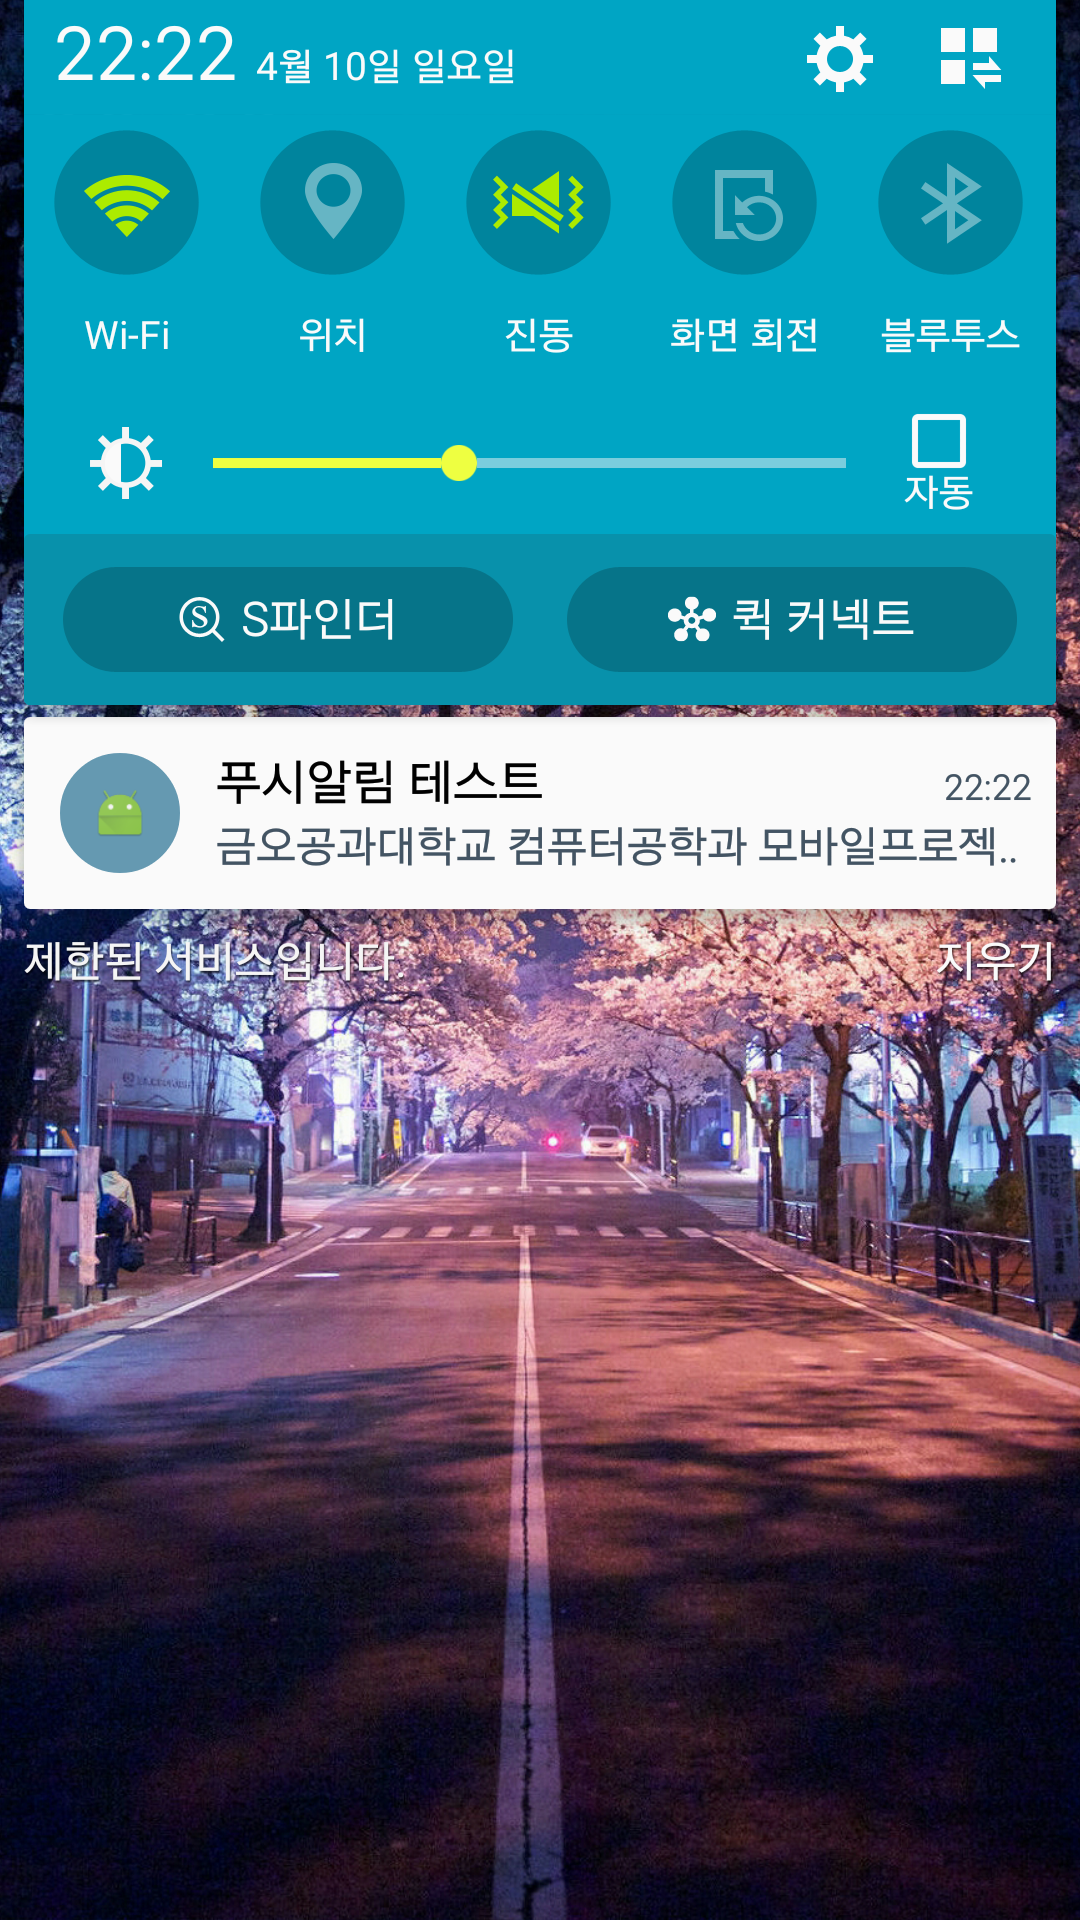 22:22 4월 10일 일요일
Wi-Fi 위치 진동 화면 회전 블루투스
자동
S파인더 퀵 커넥트
푸시알림 테스트 22:22
금오공과대학교 컴퓨터공학과 모바일프로젝..
제한된 서비스입니다. 지우기